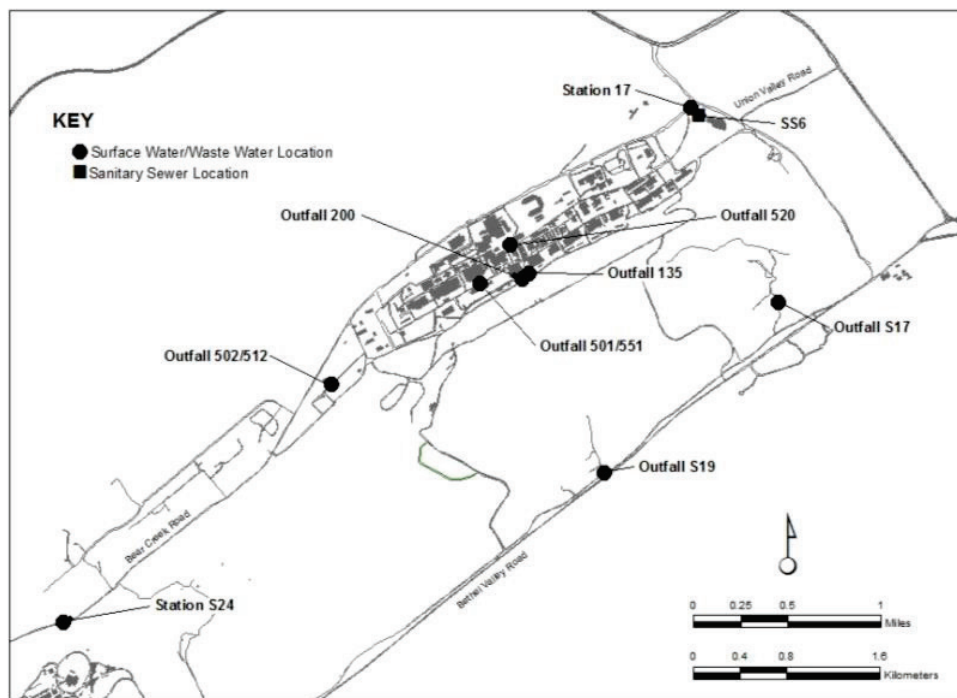 Station 17
Union Valley Road
SS6
KEY
Surface Water/Waste Water Location
Sanitary Sewer Location
Outfall 200
Outfall 520
Outfall 135
Outfall S17
Outfall 501/551
Outfall 502/512
Outfall S19
Bear Creek Road
Bethel Valley Road
Station S24
0 0.25 0.5 1
Miles
0 0.4 0.8 1.6
Kilometers